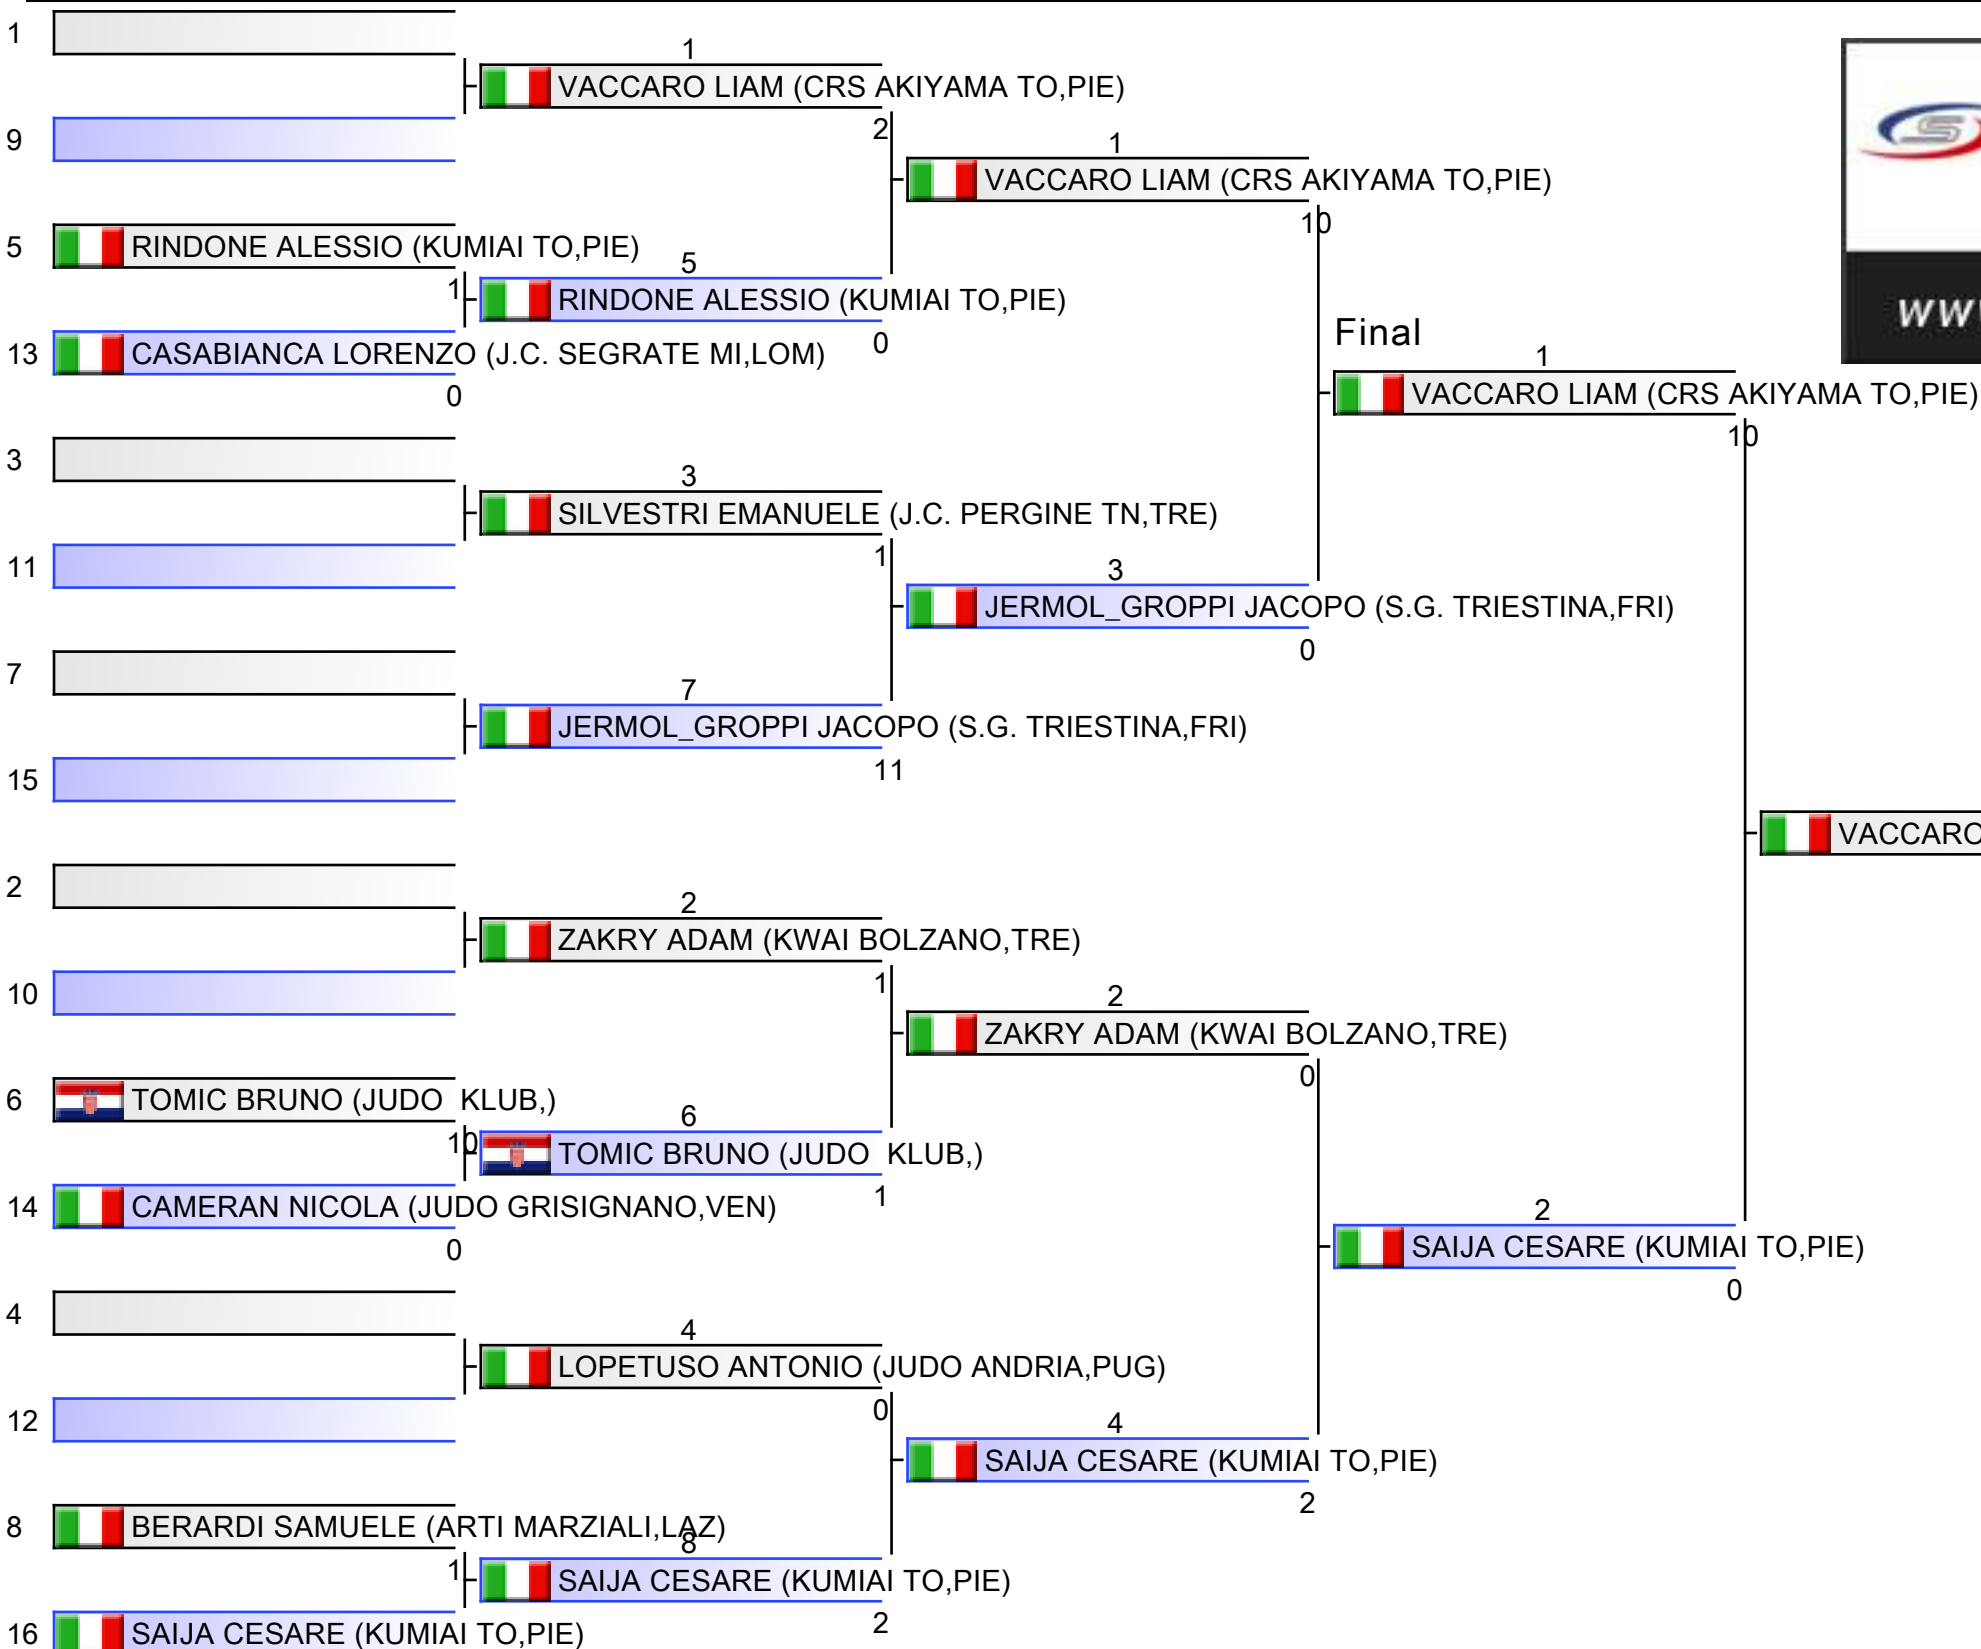 1
1
VACCARO LIAM (CRS AKIYAMA TO,PIE)
2
9
1
VACCARO LIAM (CRS AKIYAMA TO,PIE)
10
5
RINDONE ALESSIO (KUMIAI TO,PIE)
1
5
RINDONE ALESSIO (KUMIAI TO,PIE)
0
13
CASABIANCA LORENZO (J.C. SEGRATE MI,LOM)
0
Final
1
VACCARO LIAM (CRS AKIYAMA TO,PIE)
10
3
3
SILVESTRI EMANUELE (J.C. PERGINE TN,TRE)
1
11
3
JERMOL_GROPPI JACOPO (S.G. TRIESTINA,FRI)
0
7
7
JERMOL_GROPPI JACOPO (S.G. TRIESTINA,FRI)
11
15
VACCARO
2
2
ZAKRY ADAM (KWAI BOLZANO,TRE)
1
10
2
ZAKRY ADAM (KWAI BOLZANO,TRE)
0
6
TOMIC BRUNO (JUDO KLUB,)
10
6
TOMIC BRUNO (JUDO KLUB,)
1
14
CAMERAN NICOLA (JUDO GRISIGNANO,VEN)
0
2
SAIJA CESARE (KUMIAI TO,PIE)
0
4
4
LOPETUSO ANTONIO (JUDO ANDRIA,PUG)
0
12
4
SAIJA CESARE (KUMIAI TO,PIE)
2
8
BERARDI SAMUELE (ARTI MARZIALI,LAZ)
1
8
SAIJA CESARE (KUMIAI TO,PIE)
2
16
SAIJA CESARE (KUMIAI TO,PIE)